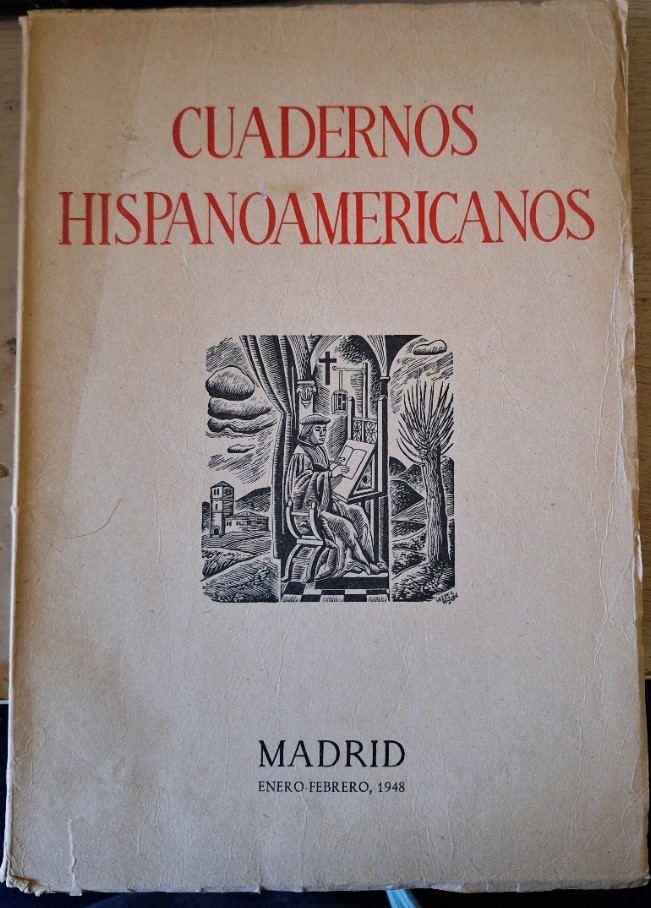 CUADERNOS
HISPANOAMERICANOS
MADRID
ENERO-FEBRERO, 1948